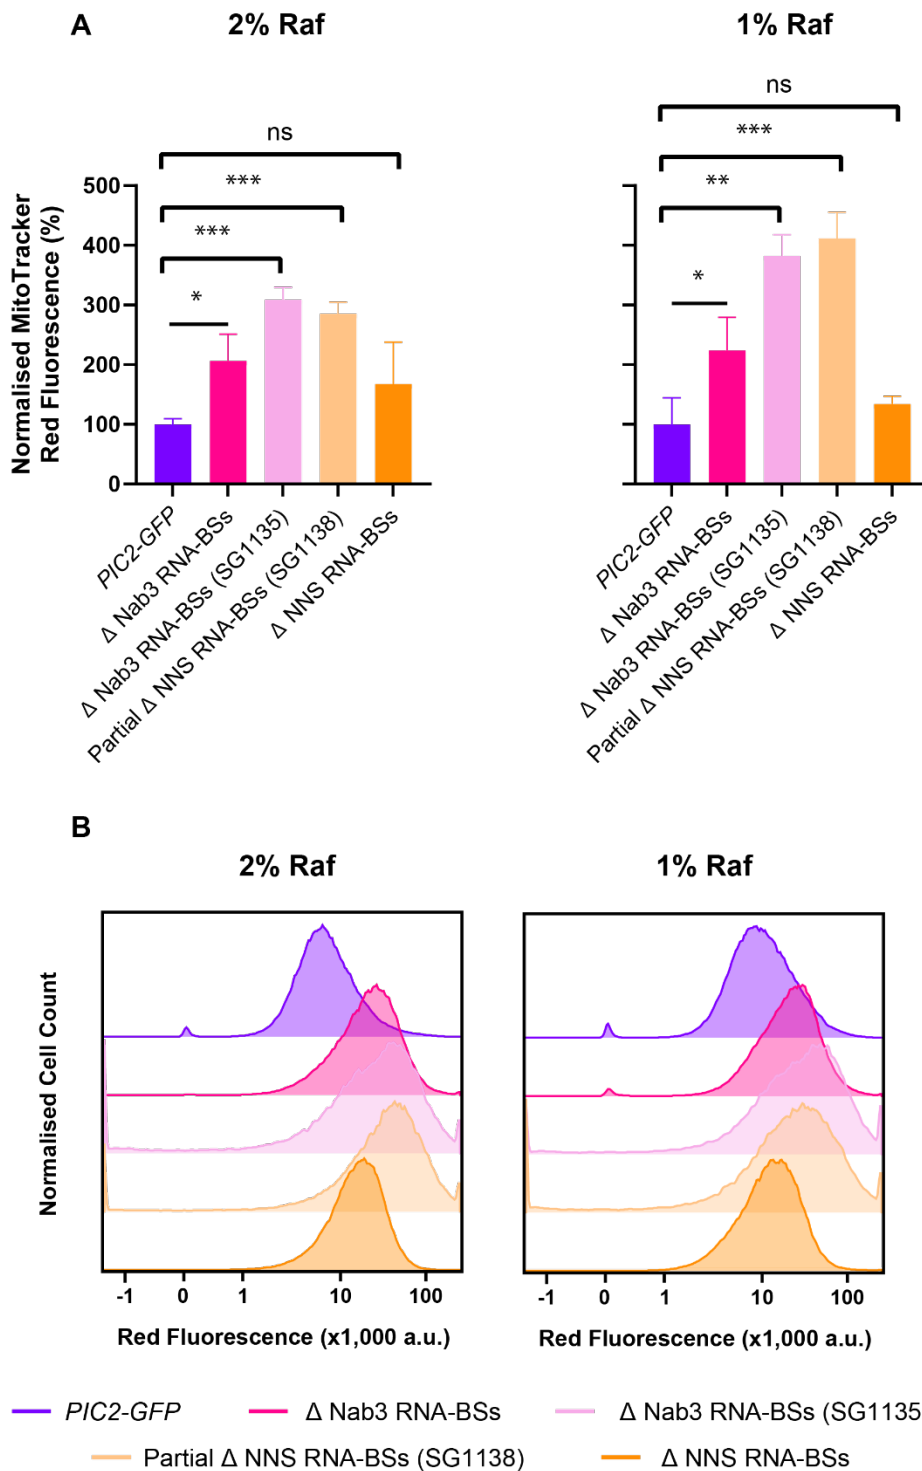 A
2% Raf
1% Raf
ns
***
***
*
ns
***
**
*
Normalised MitoTracker
Red Fluorescence (%)
500
400
300
200
100
0
PIC2-GFP
Δ Nab3 RNA-BSs
Δ Nab3 RNA-BSs (SG1135)
Partial Δ NNS RNA-BSs (SG1138)
Δ NNS RNA-BSs
PIC2-GFP
Δ Nab3 RNA-BSs
Δ Nab3 RNA-BSs (SG1135)
Partial Δ NNS RNA-BSs (SG1138)
Δ NNS RNA-BSs
B
2% Raf
1% Raf
Normalised Cell Count
-1 0 1 10 100
-1 0 1 10 100
Red Fluorescence (x1,000 a.u.)
Red Fluorescence (x1,000 a.u.)
PIC2-GFP
Δ Nab3 RNA-BSs
Δ Nab3 RNA-BSs (SG1135
Partial Δ NNS RNA-BSs (SG1138)
Δ NNS RNA-BSs